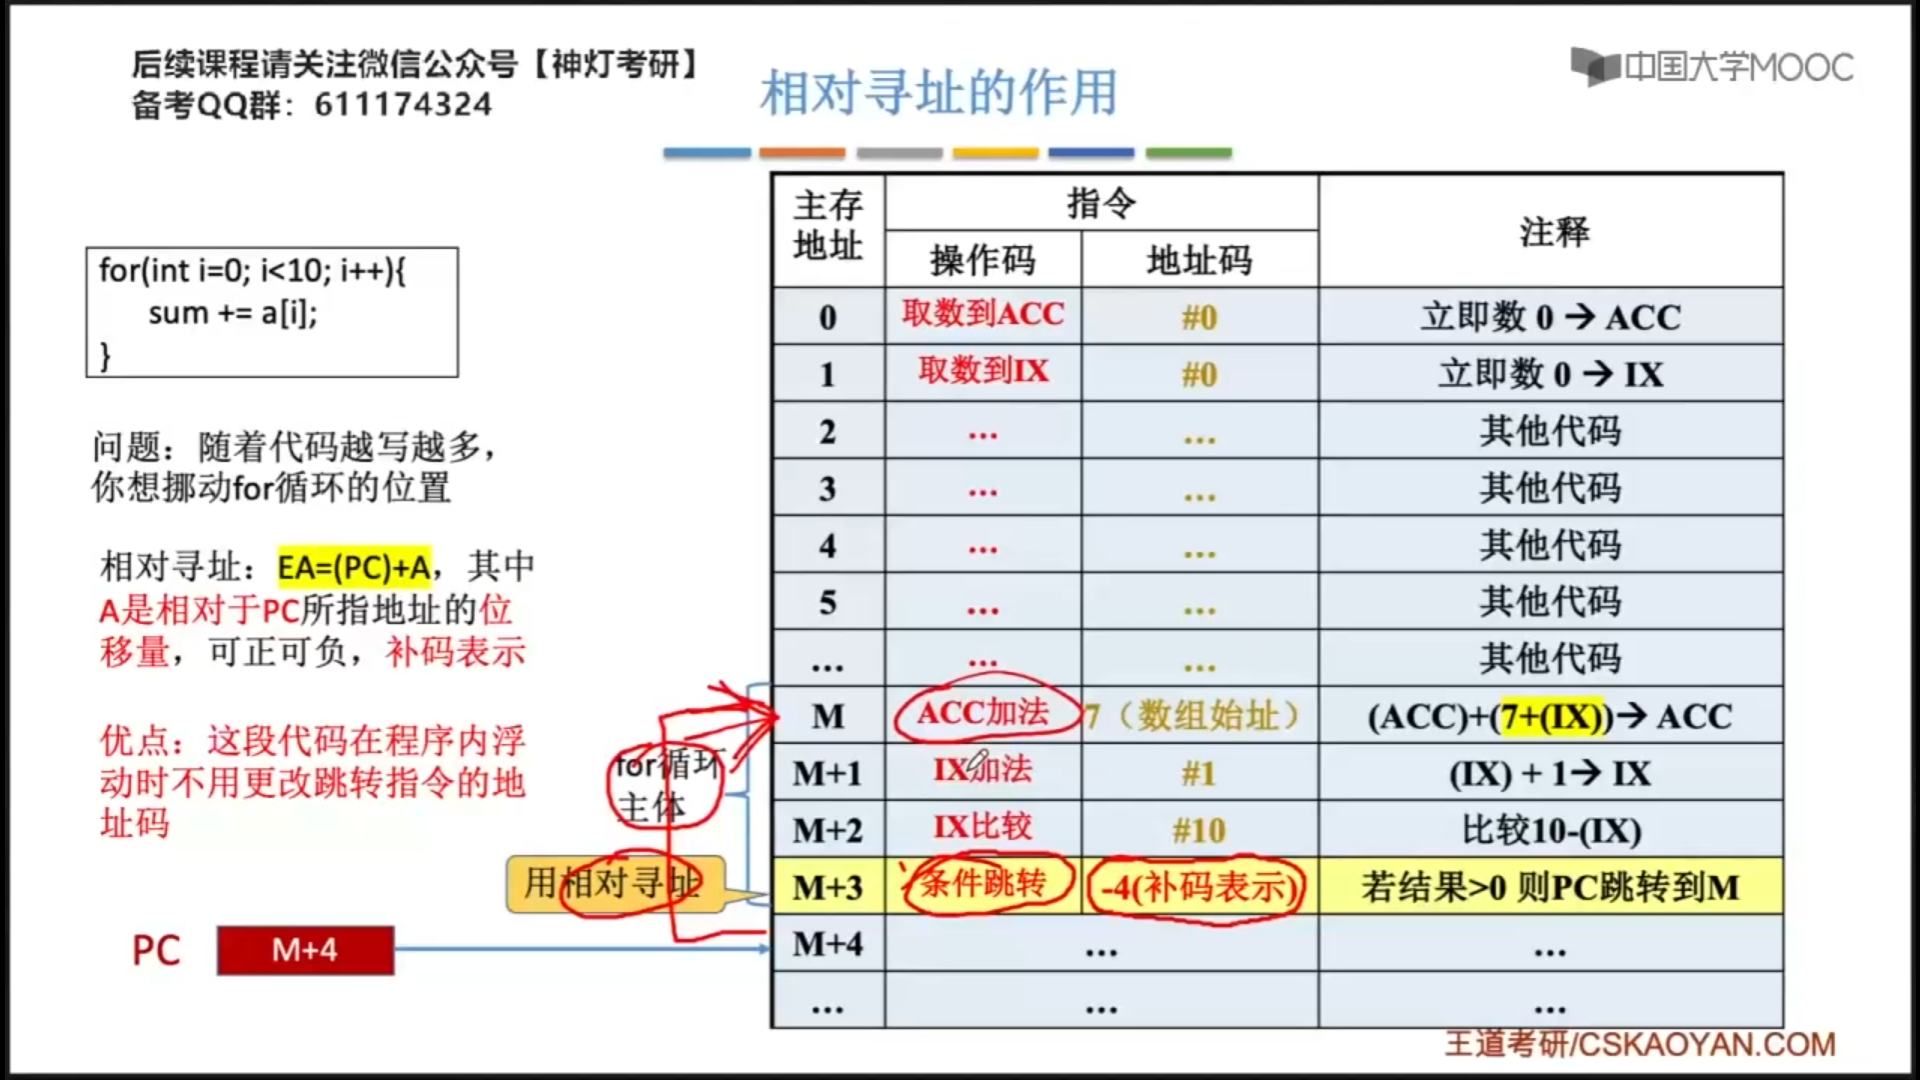 后续课程请关注微信公众号【神灯考研】
备考QQ群：611174324
相对寻址的作用
中国大学MOOC
for(int i=0; i<10; i++){
sum += a[i];
}
问题：随着代码越写越多，
你想挪动for循环的位置
相对寻址：EA=(PC)+A，其中
A是相对于PC所指地址的位
移量，可正可负，补码表示
优点：这段代码在程序内浮
动时不用更改跳转指令的地
址码
for循环
主体
用相对寻址
PC M+4
主存地址 指令 注释
操作码 地址码
0 取数到ACC #0 立即数 0 → ACC
1 取数到IX #0 立即数 0 → IX
2 ... ... 其他代码
3 ... ... 其他代码
4 ... ... 其他代码
5 ... ... 其他代码
... ... ... 其他代码
M ACC加法 7（数组始址） (ACC)+(7+(IX))→ ACC
M+1 IX加法 #1 (IX) + 1→ IX
M+2 IX比较 #10 比较10-(IX)
M+3 条件跳转 -4(补码表示) 若结果>0 则PC跳转到M
M+4 ... ...
... ... ...
王道考研/CSKAOYAN.COM